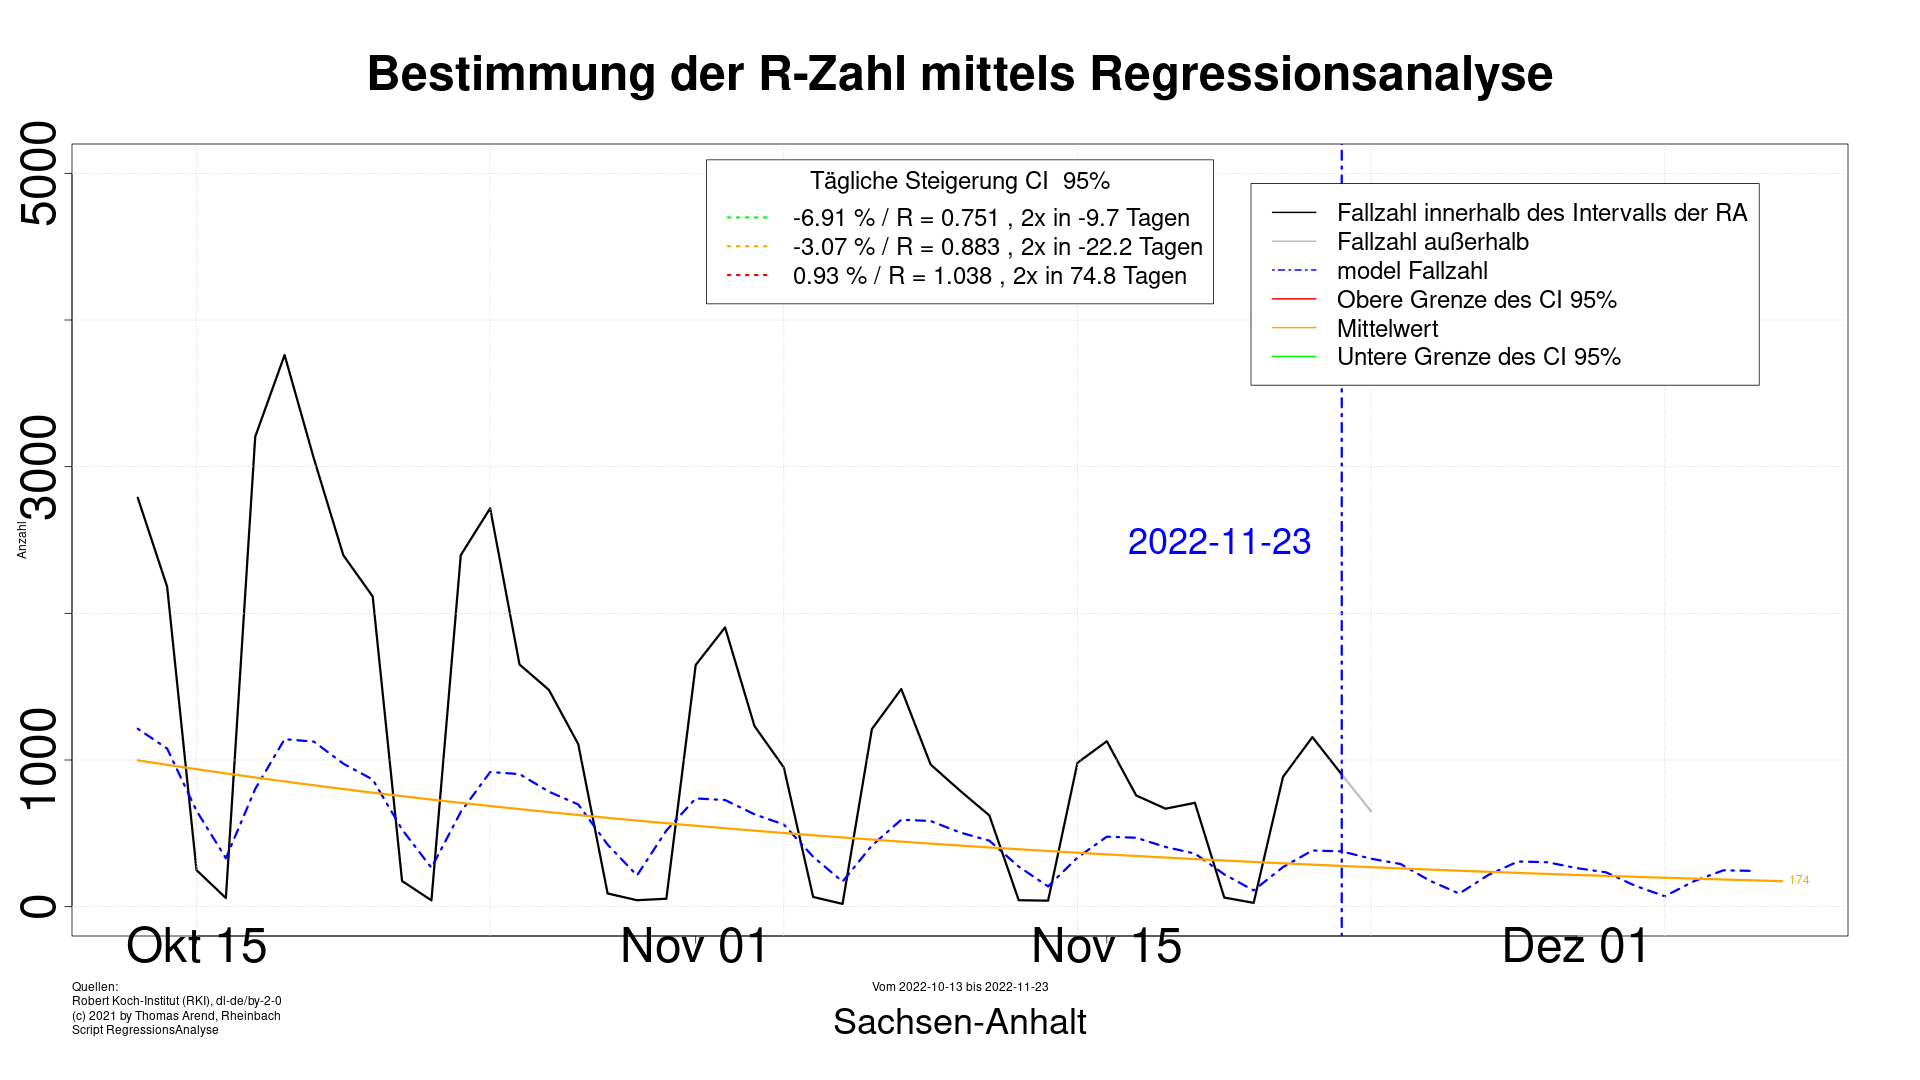 Bestimmung der R-Zahl mittels Regressionsanalyse
Tägliche Steigerung CI  95%
-6.91 % / R = 0.751 , 2x in -9.7 Tagen
-3.07 % / R = 0.883 , 2x in -22.2 Tagen
0.93 % / R = 1.038 , 2x in 74.8 Tagen
Fallzahl innerhalb des Intervalls der RA
Fallzahl außerhalb
model Fallzahl
Obere Grenze des CI 95%
Mittelwert
Untere Grenze des CI 95%
5000
3000
1000
0
Anzahl
2022-11-23
174
Okt 15
Nov 01
Nov 15
Dez 01
Quellen:
Robert Koch-Institut (RKI), dl-de/by-2-0
(c) 2021 by Thomas Arend, Rheinbach
Script RegressionsAnalyse
Vom 2022-10-13 bis 2022-11-23
Sachsen-Anhalt